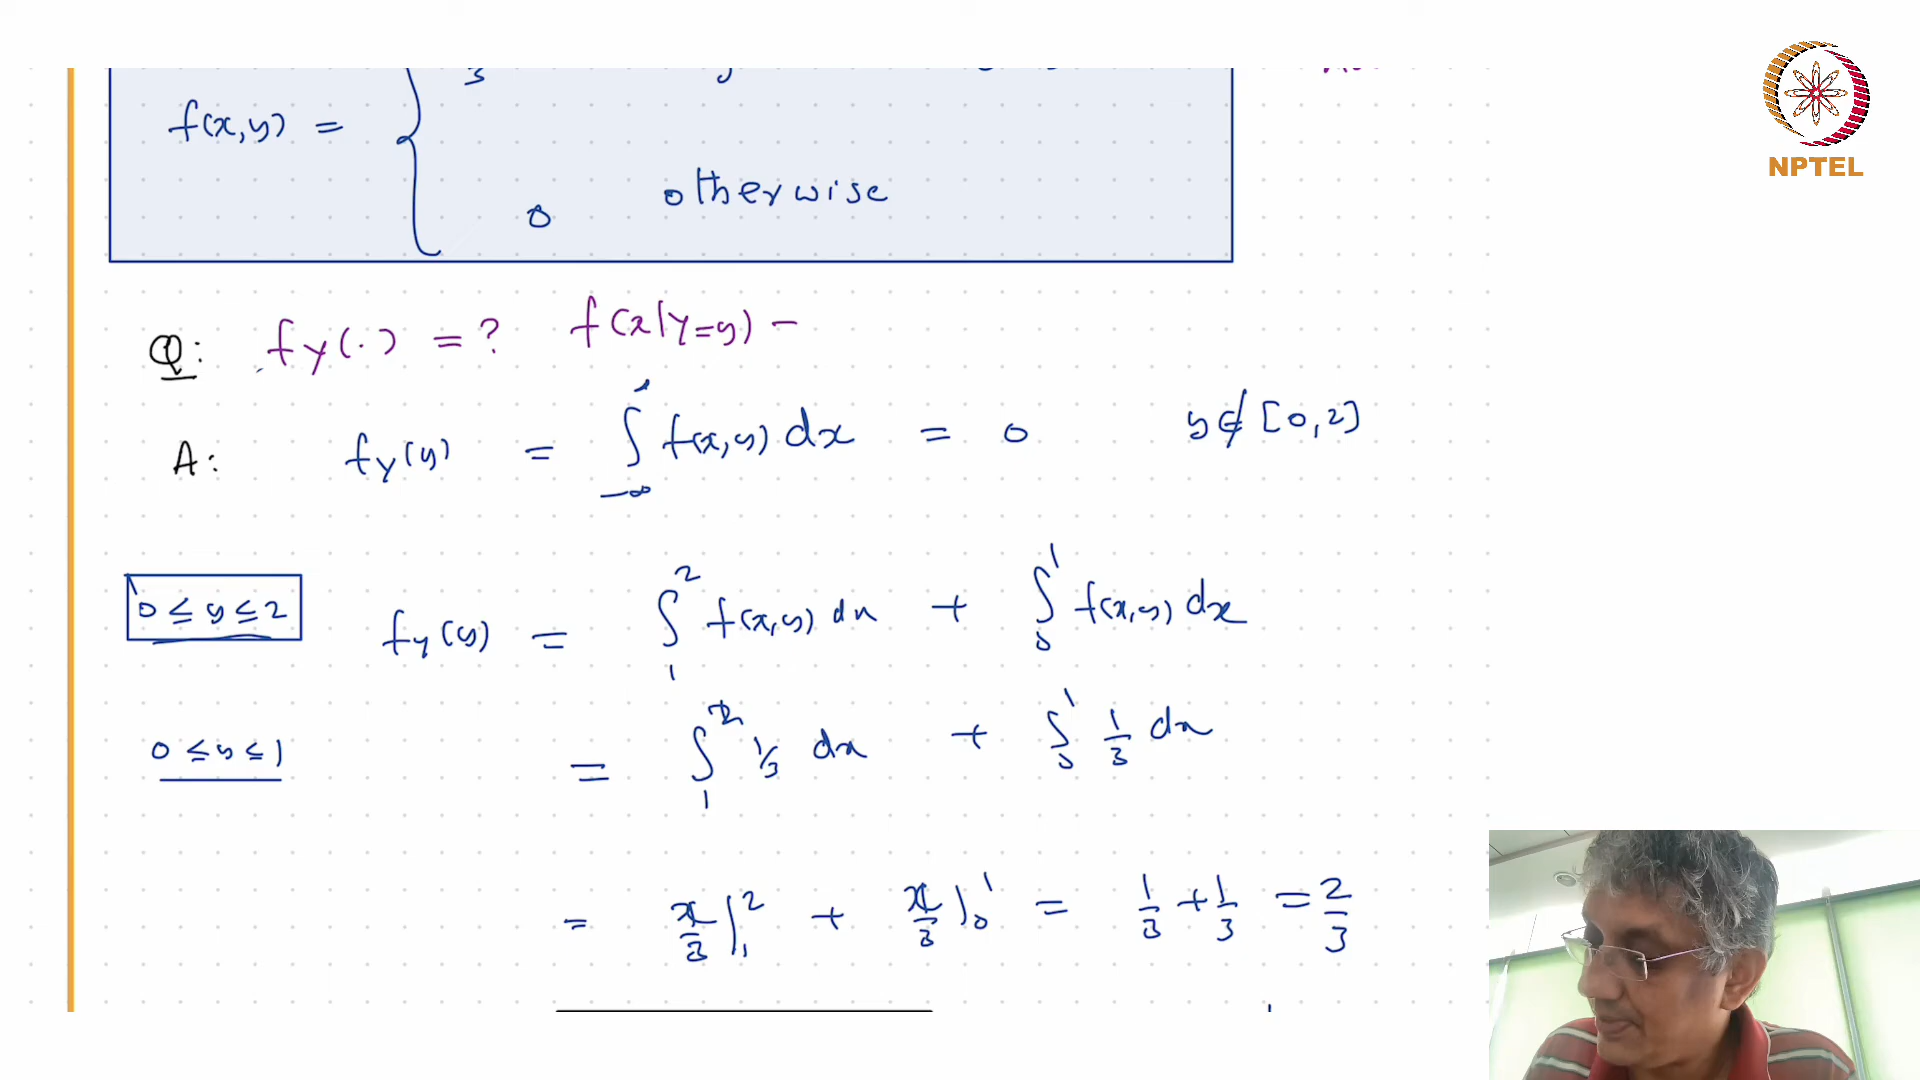 NPTEL
f(x,y) = { 3 y
0 otherwise
Q: f_Y(.) = ? f(x|Y=y) -
A: f_Y(y) = ∫_{-∞} f(x,y) dx = 0 y∉[0,2]
0 ≤ y ≤ 2 f_Y(y) = ∫_1^2 f(x,y) dx + ∫_0^1 f(x,y) dx
0 ≤ y ≤ 1 = ∫_1^2 1/3 dx + ∫_0^1 1/3 dx
= x/3 |_1^2 + x/3 |_0^1 = 1/3 + 1/3 = 2/3